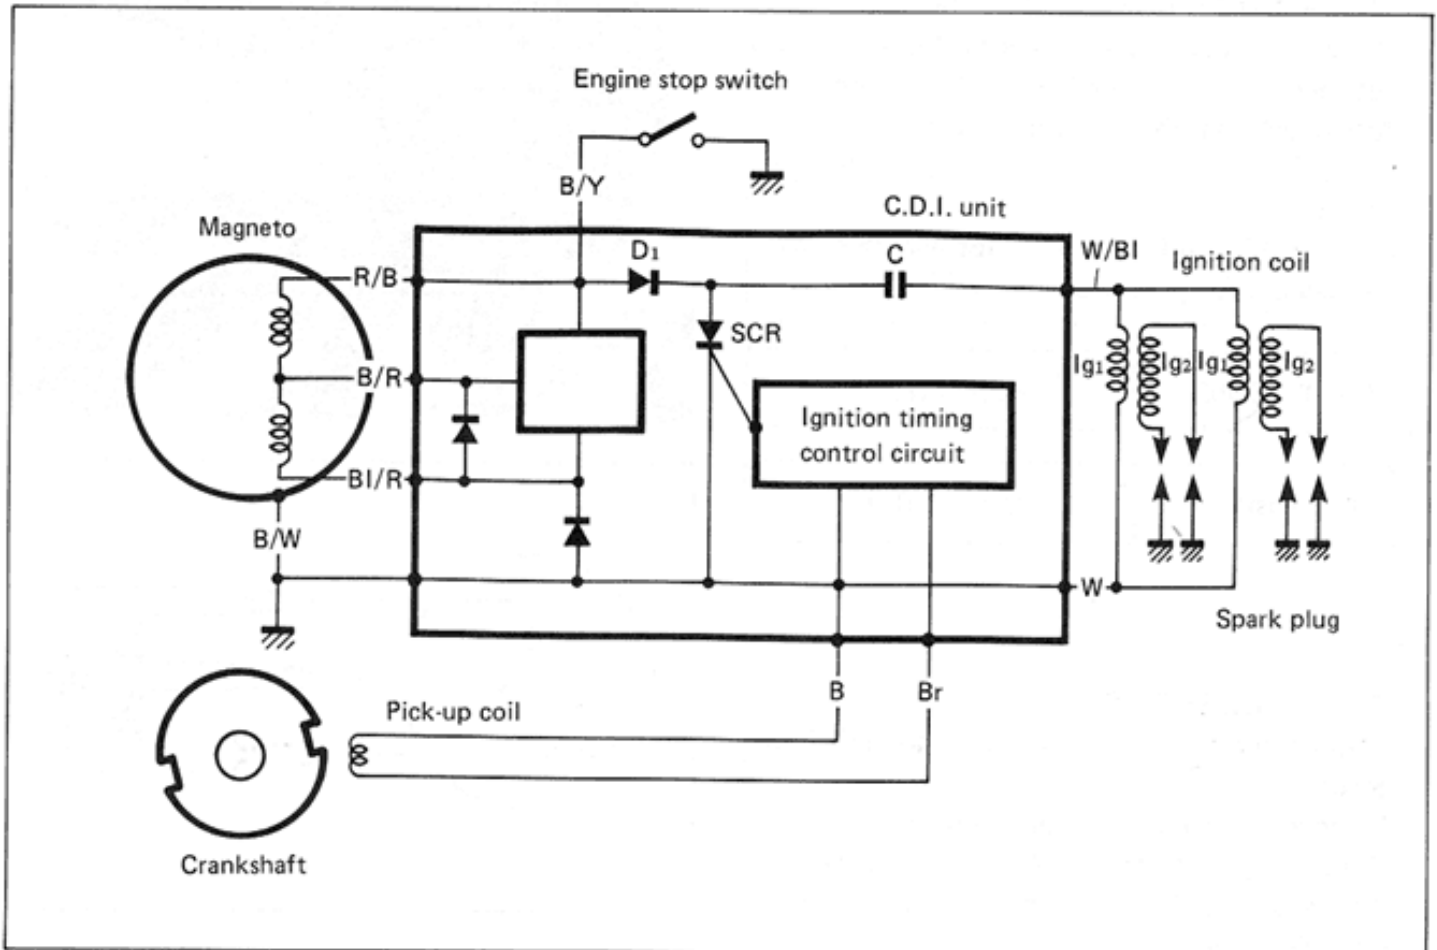 Engine stop switch
B/Y
C.D.I. unit
Magneto
R/B
D1
C
W/Bl
Ignition coil
SCR
B/R
Ig1
Ig2
Ig1
Ig2
Ignition timing
control circuit
Bl/R
B/W
W
Spark plug
B
Br
Pick-up coil
Crankshaft